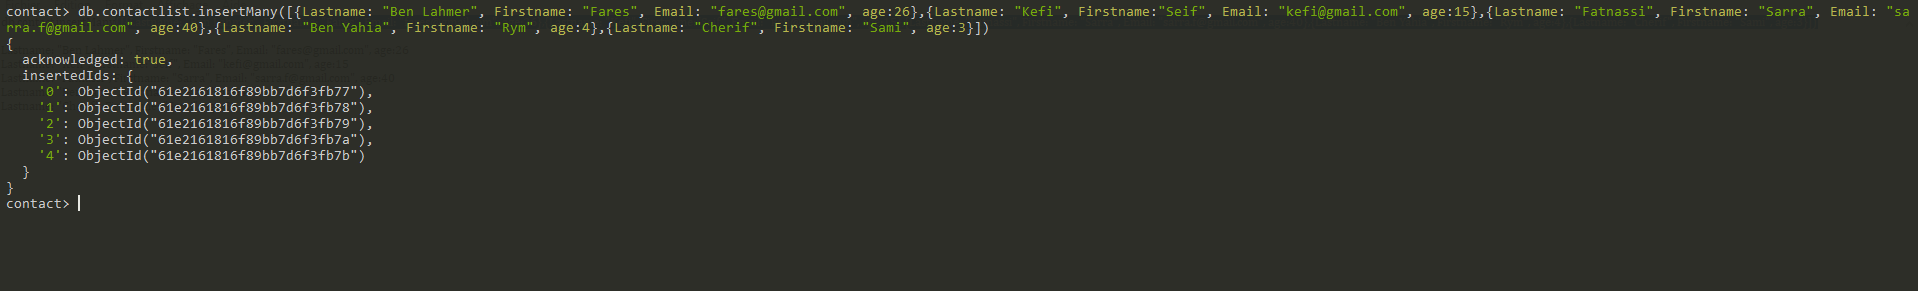 contact> db.contactlist.insertMany([{Lastname: "Ben Lahmer", Firstname: "Fares", Email: "fares@gmail.com", age:26},{Lastname: "Kefi", Firstname:"Seif", Email: "kefi@gmail.com", age:15},{Lastname: "Fatnassi", Firstname: "Sarra", Email: "sa
rra.f@gmail.com", age:40},{Lastname: "Ben Yahia", Firstname: "Rym", age:4},{Lastname: "Cherif", Firstname: "Sami", age:3}])
{
  acknowledged: true,
  insertedIds: {
    '0': ObjectId("61e2161816f89bb7d6f3fb77"),
    '1': ObjectId("61e2161816f89bb7d6f3fb78"),
    '2': ObjectId("61e2161816f89bb7d6f3fb79"),
    '3': ObjectId("61e2161816f89bb7d6f3fb7a"),
    '4': ObjectId("61e2161816f89bb7d6f3fb7b")
  }
}
contact>